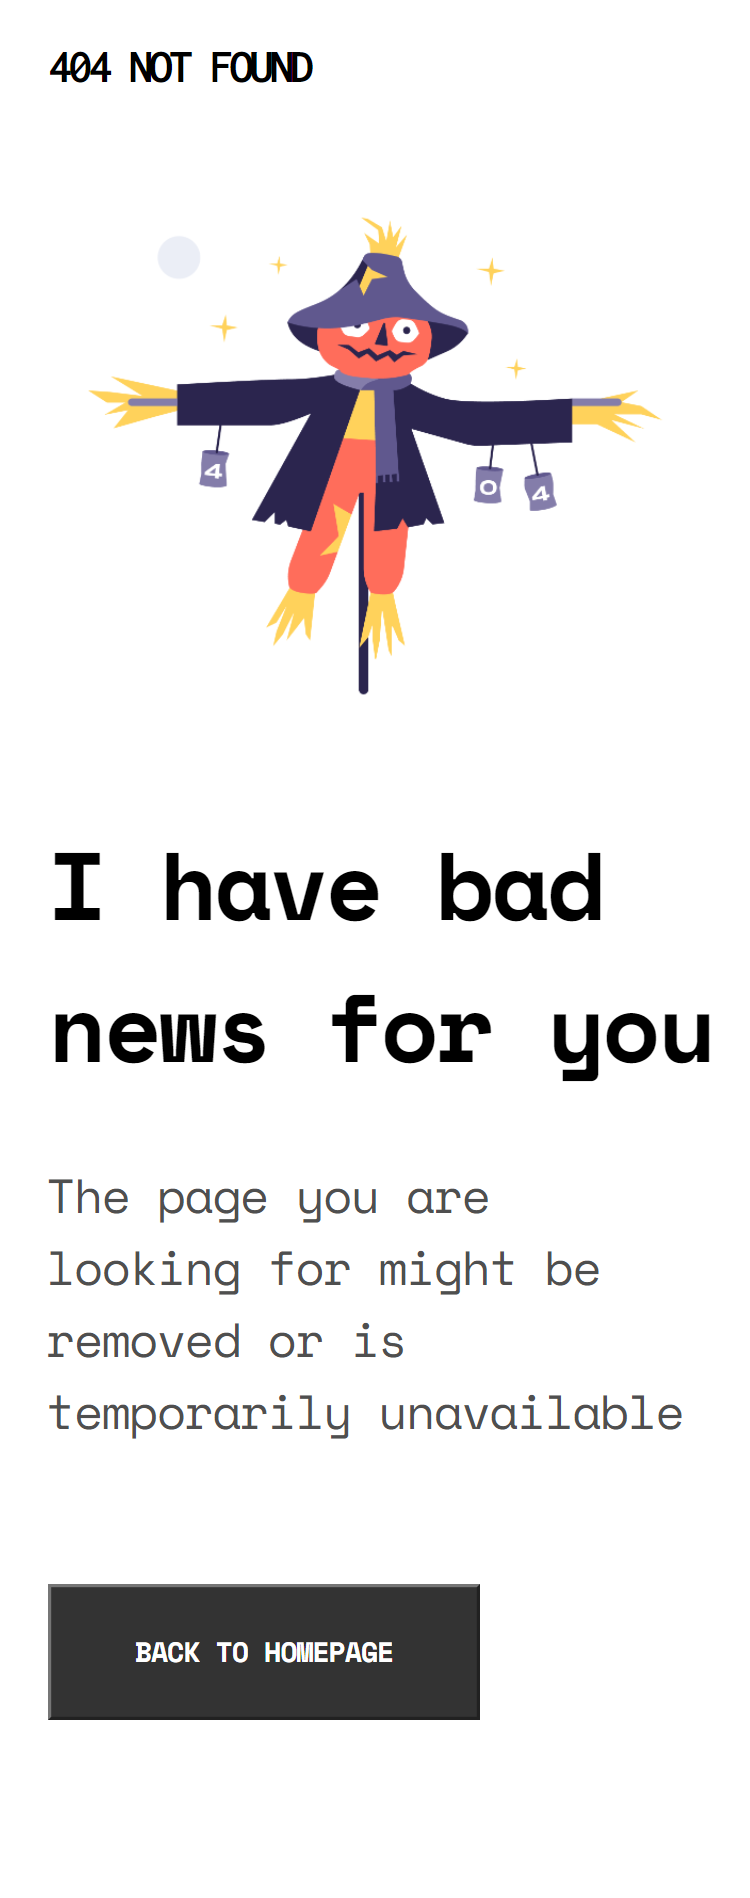 404 NOT FOUND
4
0
4
I have bad
news for you
The page you are
looking for might be
removed or is
temporarily unavailable
BACK TO HOMEPAGE